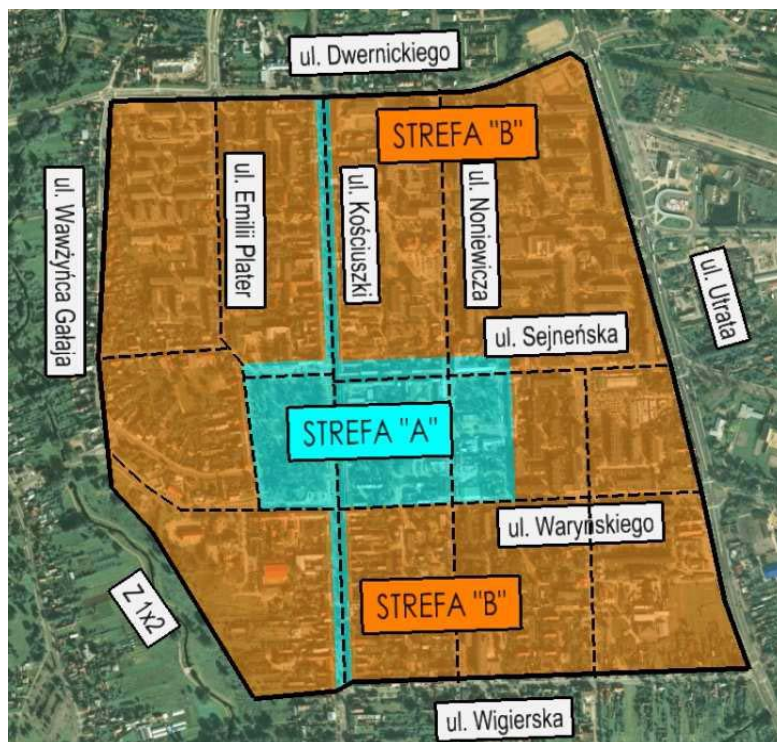 ul. Dwernickiego
STREFA "B"
ul. Wawżyńca Gałaja
ul. Emilii Plater
ul. Kościuszki
ul. Noniewicza
ul. Utrata
ul. Sejneńska
STREFA "A"
ul. Waryńskiego
STREFA "B"
Z 1x2
ul. Wigierska